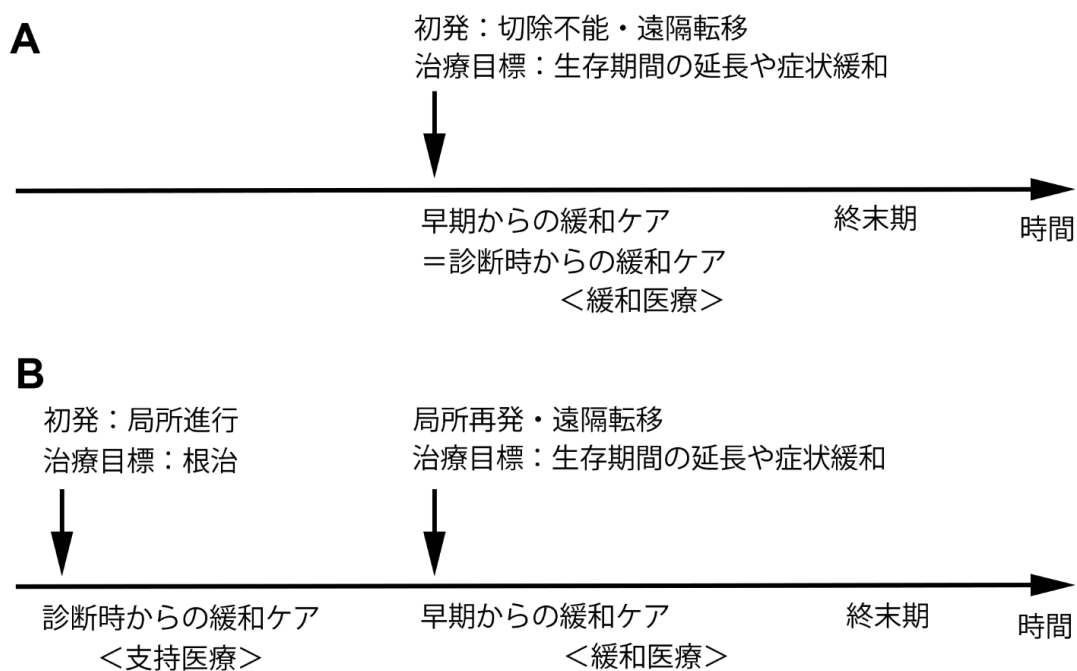 A
初発：切除不能・遠隔転移
治療目標：生存期間の延長や症状緩和
早期からの緩和ケア
＝診断時からの緩和ケア
＜緩和医療＞
終末期
時間
B
初発：局所進行
治療目標：根治
局所再発・遠隔転移
治療目標：生存期間の延長や症状緩和
診断時からの緩和ケア
＜支持医療＞
早期からの緩和ケア
＜緩和医療＞
終末期
時間